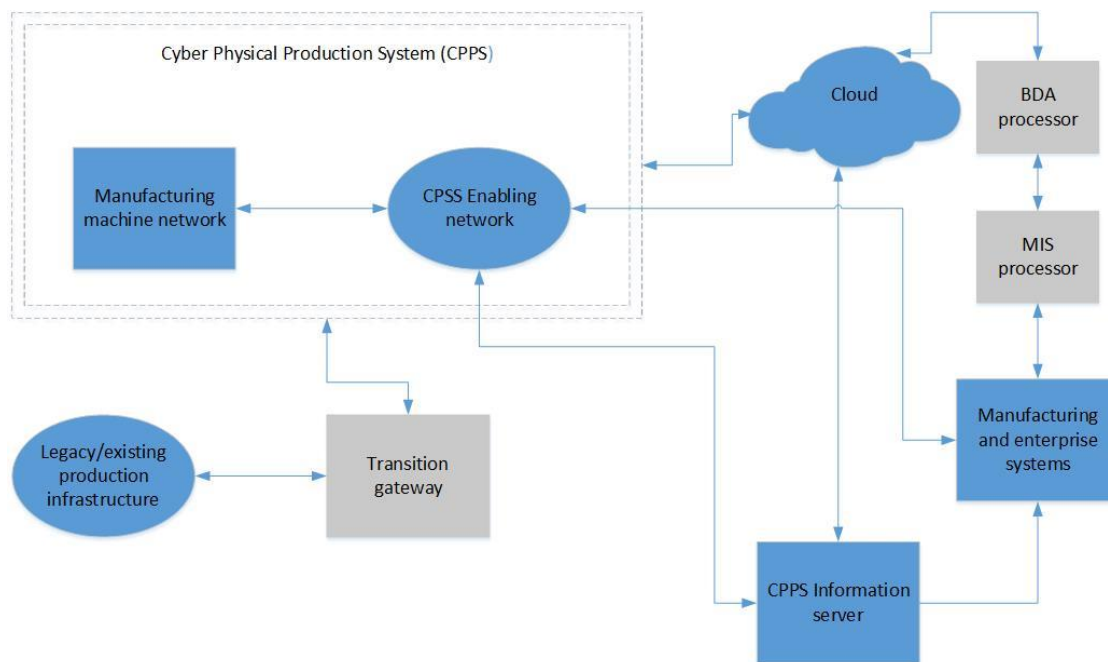 Cyber Physical Production System (CPPS)
Cloud
BDA
processor
Manufacturing
machine network
CPSS Enabling
network
MIS
processor
Legacy/existing
production
infrastructure
Transition
gateway
Manufacturing
and enterprise
systems
CPPS Information
server